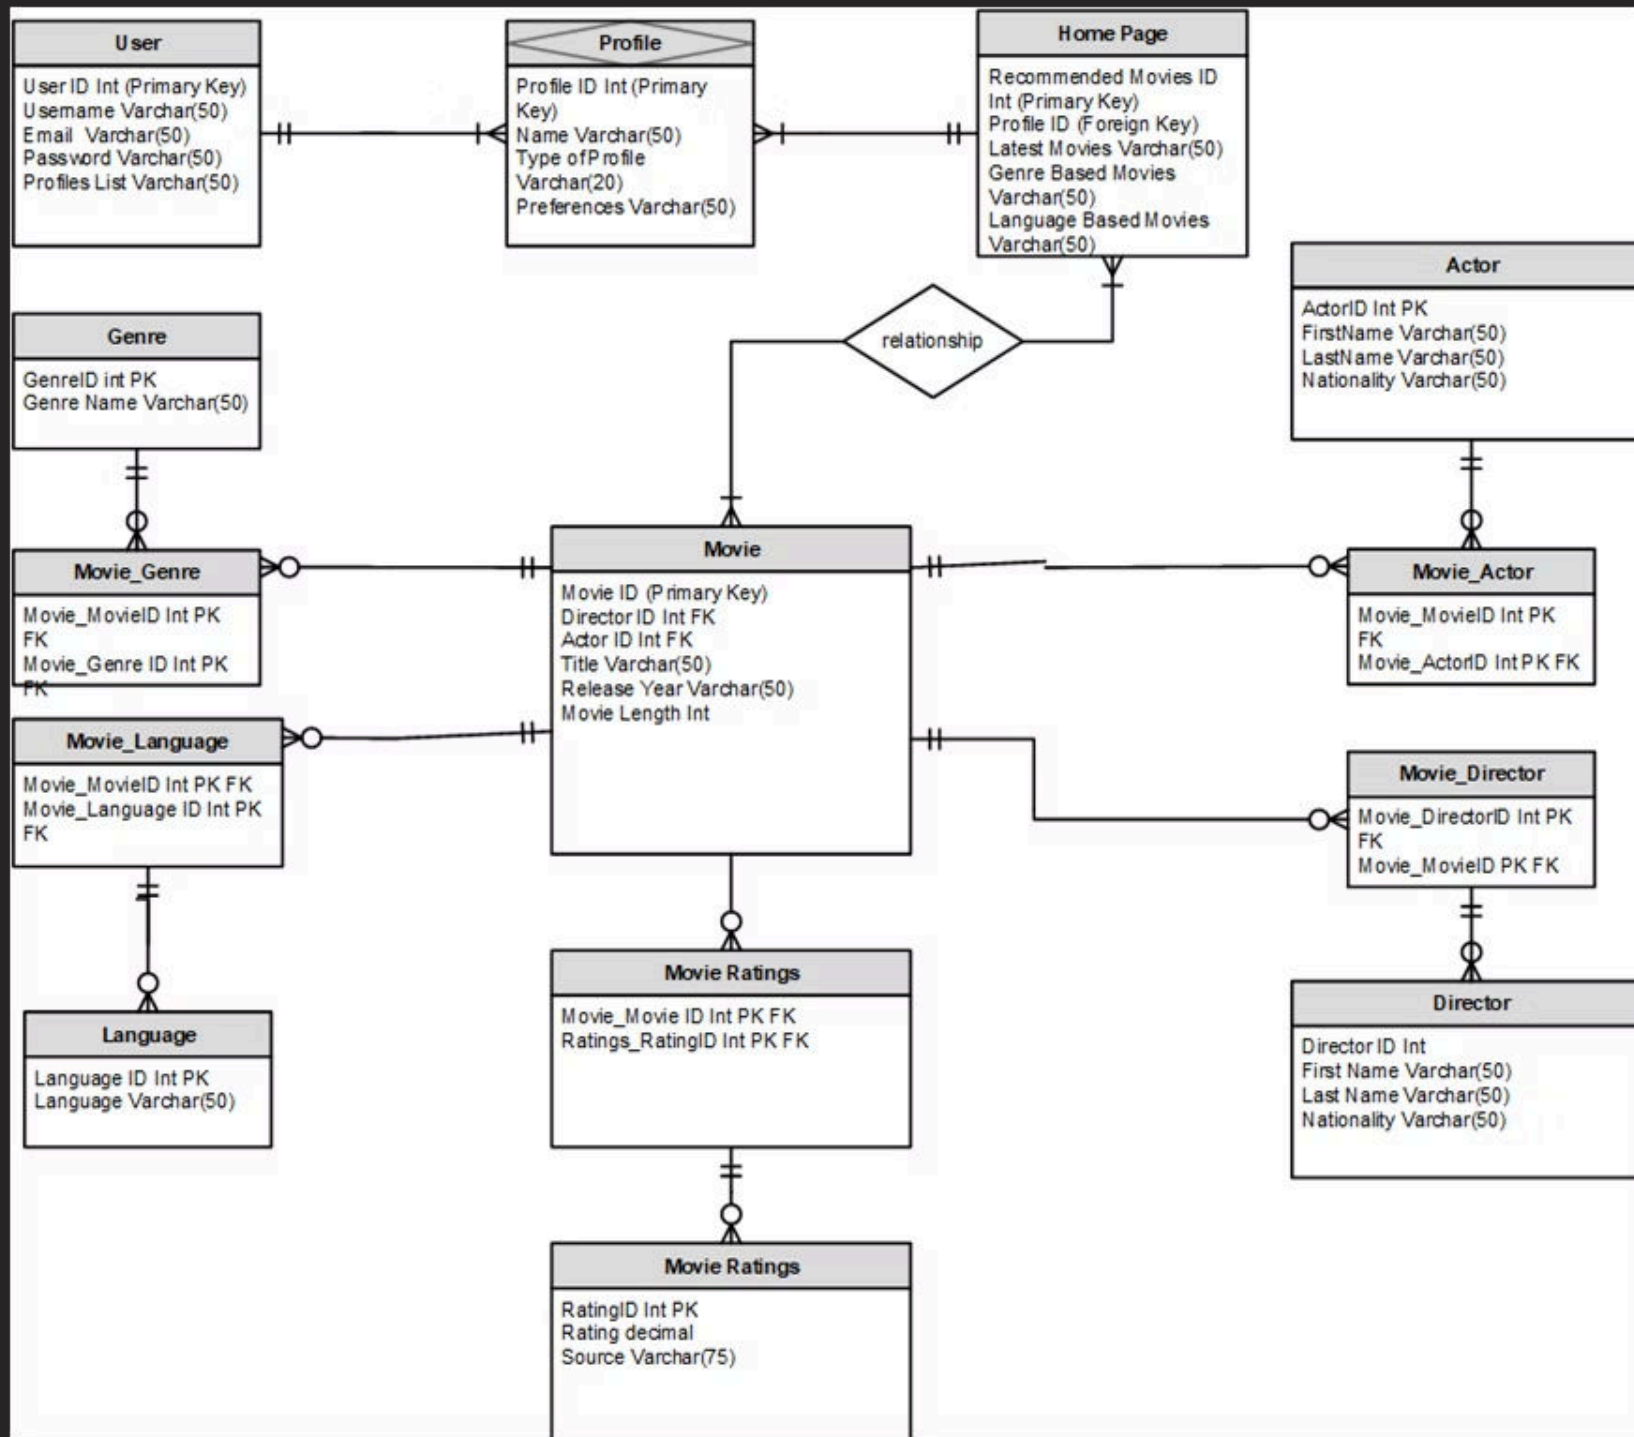 User
User ID Int (Primary Key)
Username Varchar(50)
Email Varchar(50)
Password Varchar(50)
Profiles List Varchar(50)
Profile
Profile ID Int (Primary
Key)
Name Varchar(50)
Type of Profile
Varchar(20)
Preferences Varchar(50)
Home Page
Recommended Movies ID
Int (Primary Key)
Profile ID (Foreign Key)
Latest Movies Varchar(50)
Genre Based Movies
Varchar(50)
Language Based Movies
Varchar(50)
Actor
ActorID Int PK
FirstName Varchar(50)
LastName Varchar(50)
Nationality Varchar(50)
relationship
Genre
GenreID int PK
Genre Name Varchar(50)
Movie_Genre
Movie_MovieID Int PK
FK
Movie_Genre ID Int PK
FK
Movie
Movie ID (Primary Key)
Director ID Int FK
Actor ID Int FK
Title Varchar(50)
Release Year Varchar(50)
Movie Length Int
Movie_Actor
Movie_MovieID Int PK
FK
Movie_ActorID Int PK FK
Movie_Language
Movie_MovieID Int PK FK
Movie_Language ID Int PK
FK
Movie_Director
Movie_DirectorID Int PK
FK
Movie_MovieID PK FK
Language
Language ID Int PK
Language Varchar(50)
Movie Ratings
Movie_Movie ID Int PK FK
Ratings_RatingID Int PK FK
Director
Director ID Int
First Name Varchar(50)
Last Name Varchar(50)
Nationality Varchar(50)
Movie Ratings
RatingID Int PK
Rating decimal
Source Varchar(75)